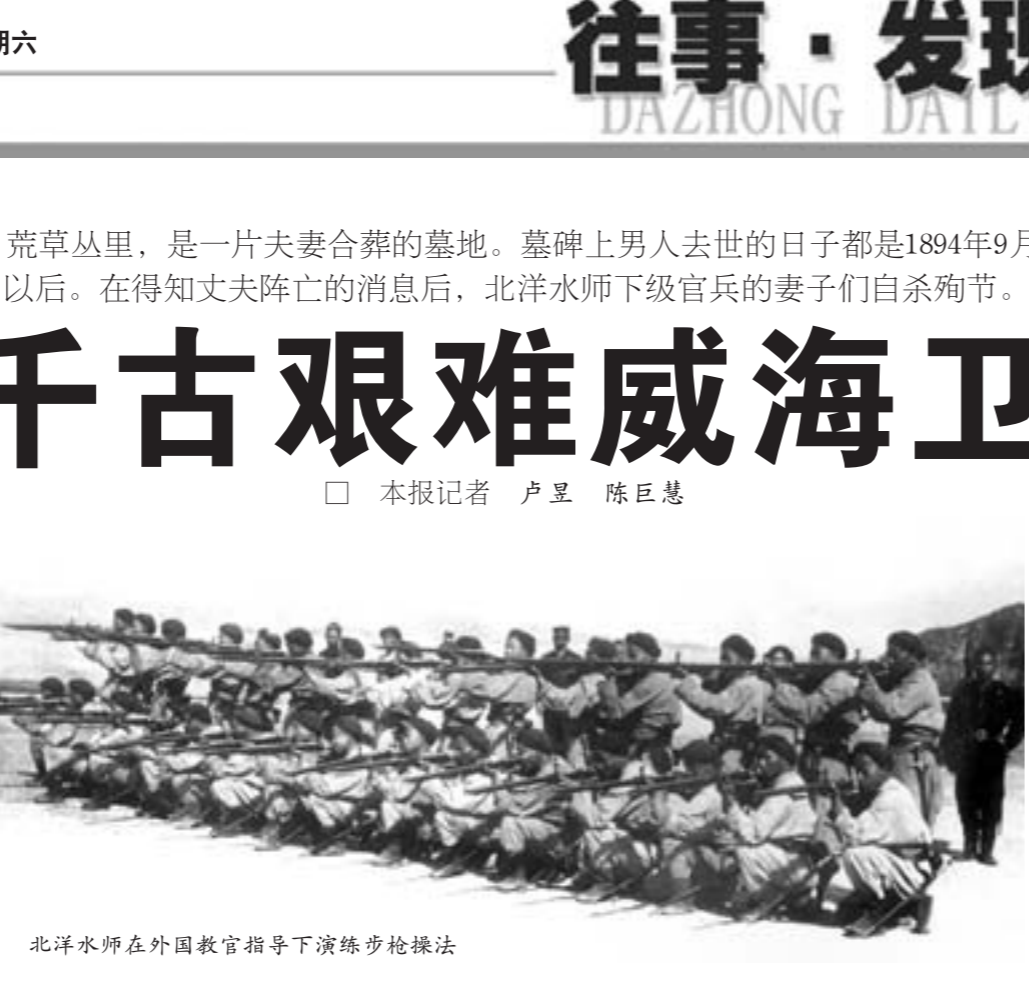 期六
往事·发现
DAZHONG DAIL
荒草丛里，是一片夫妻合葬的墓地。墓碑上男人去世的日子都是1894年9月
以后。在得知丈夫阵亡的消息后，北洋水师下级官兵的妻子们自杀殉节。
千古艰难威海卫
□ 本报记者 卢昱 陈巨慧
北洋水师在外国教官指导下演练步枪操法